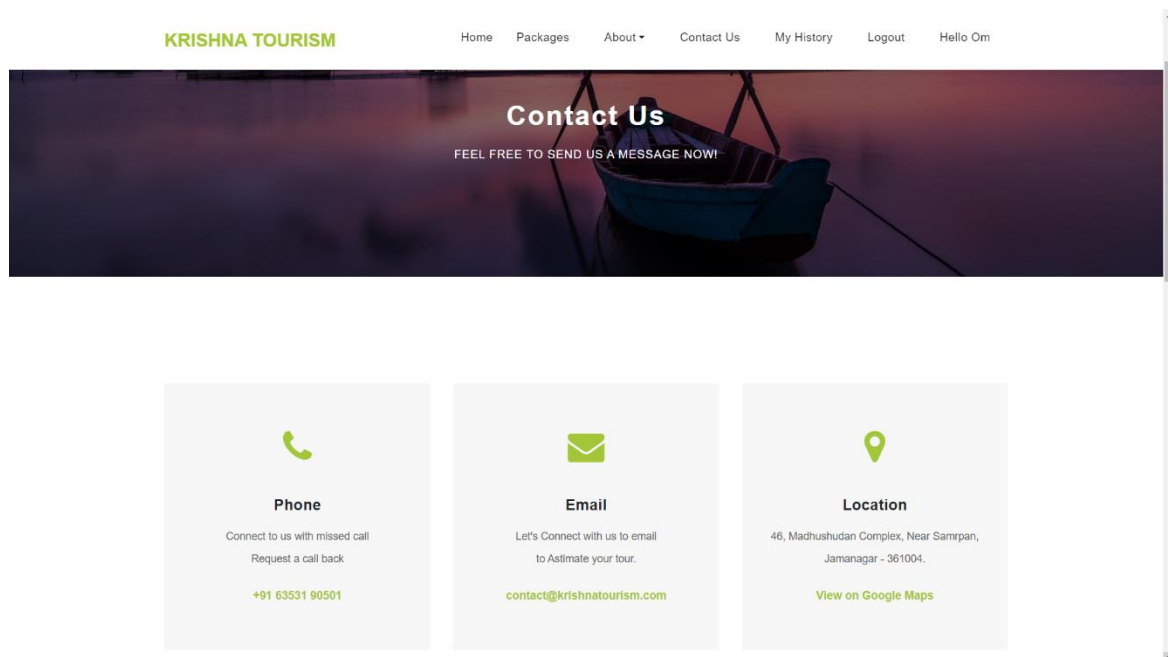 KRISHNA TOURISM
Home Packages About Contact Us My History Logout Hello Om
Contact Us
FEEL FREE TO SEND US A MESSAGE NOW!
Phone
Connect to us with missed call
Request a call back
+91 63531 90501
Email
Let's Connect with us to email
to AstImate your tour.
contact@krishnatourism.com
Location
46, Madhushudan Complex, Near Samrpan,
Jamanagar - 361004.
View on Google Maps